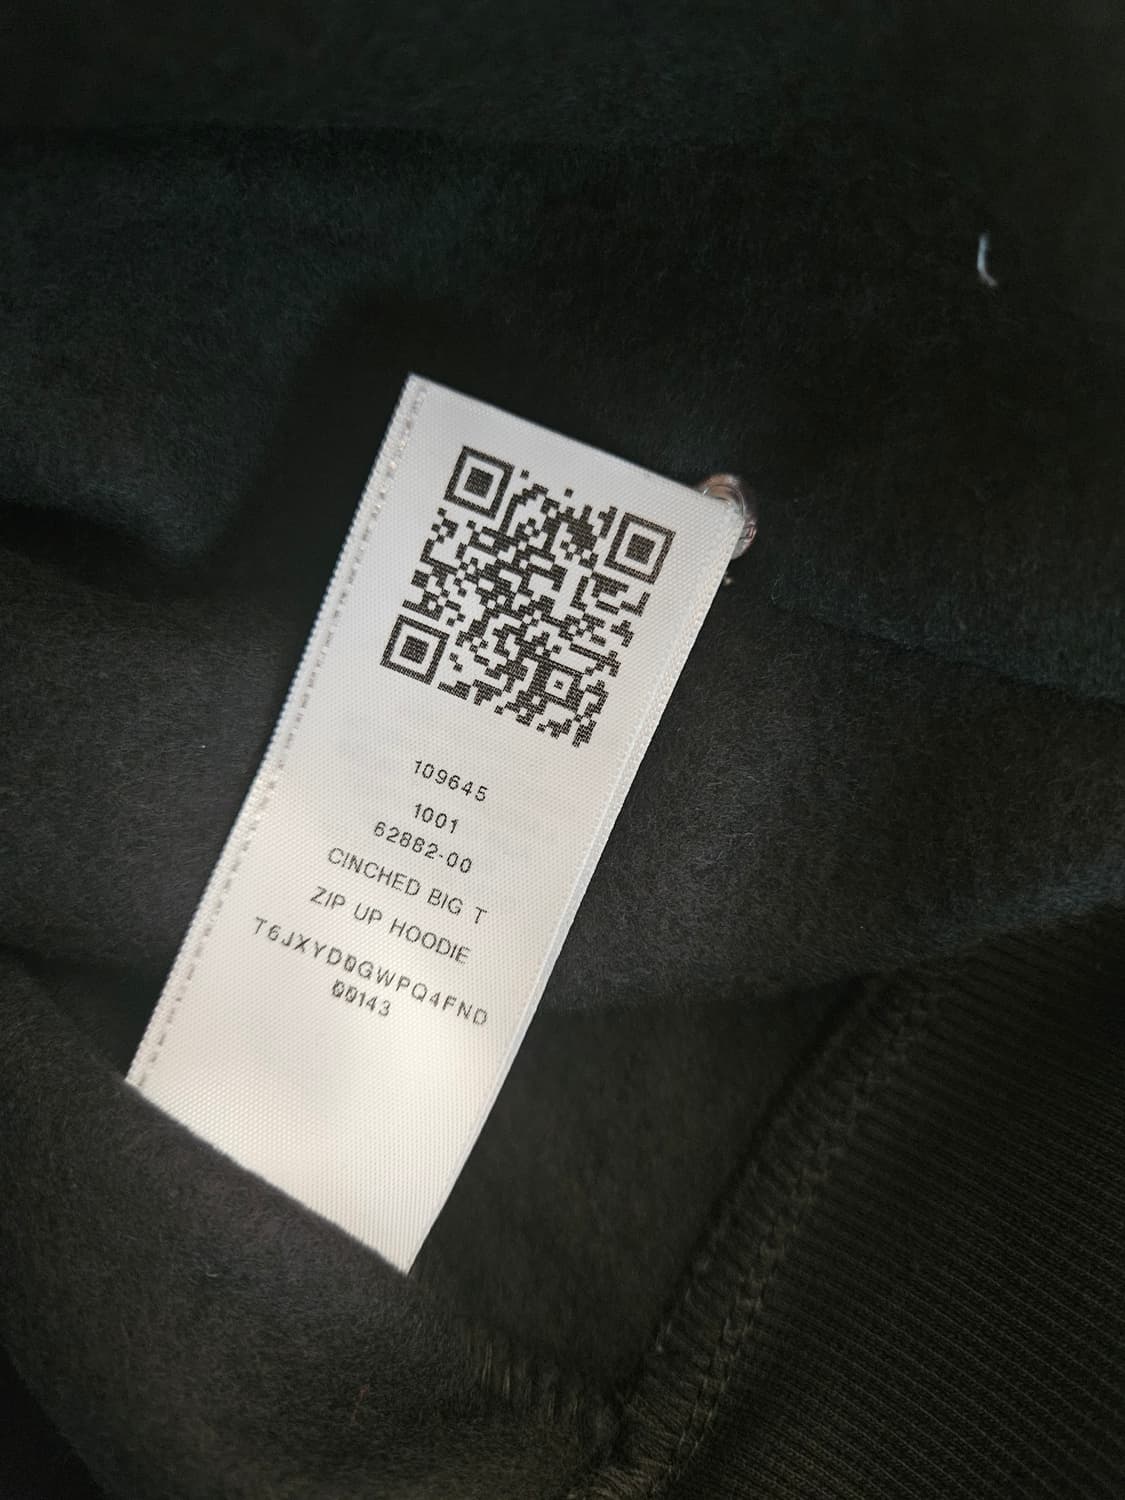 109645
1001
62882-00
CINCHED BIG T
ZIP UP HOODIE
T6JXYD0GWPQ4FND
00143